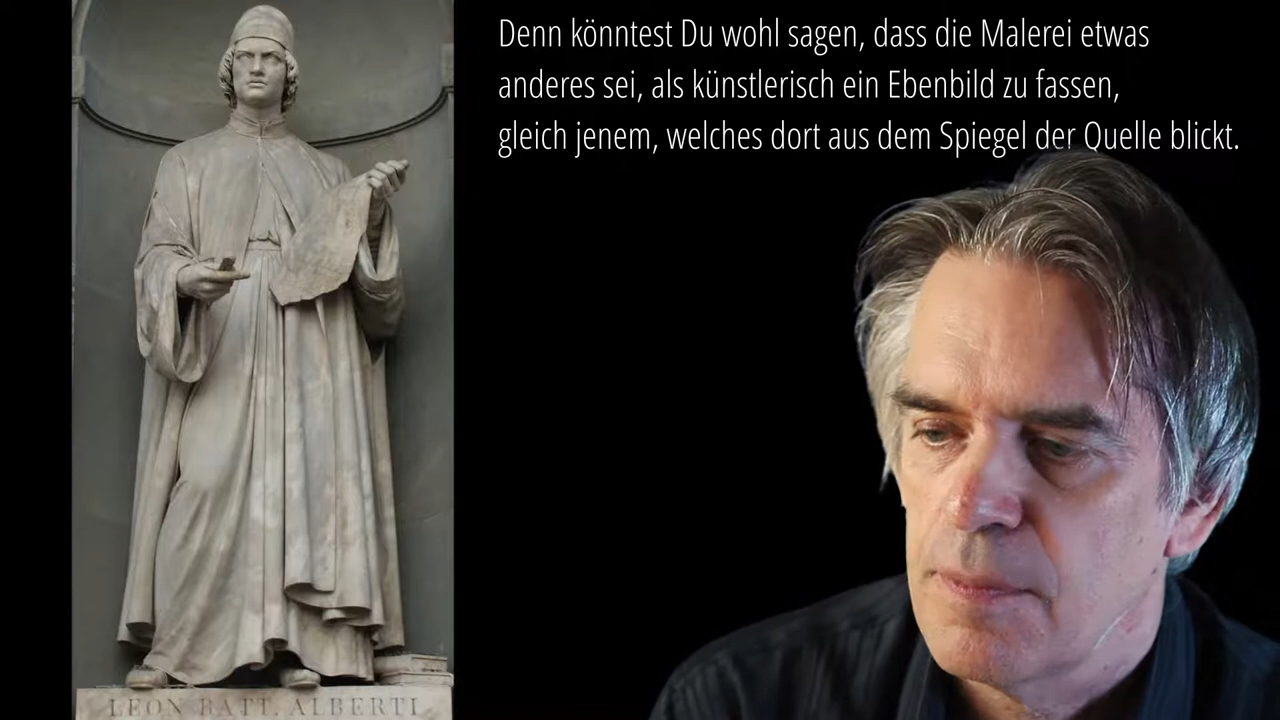 Denn könntest Du wohl sagen, dass die Malerei etwas
anderes sei, als künstlerisch ein Ebenbild zu fassen,
gleich jenem, welches dort aus dem Spiegel der Quelle blickt.
LEON BATT. ALBERTI